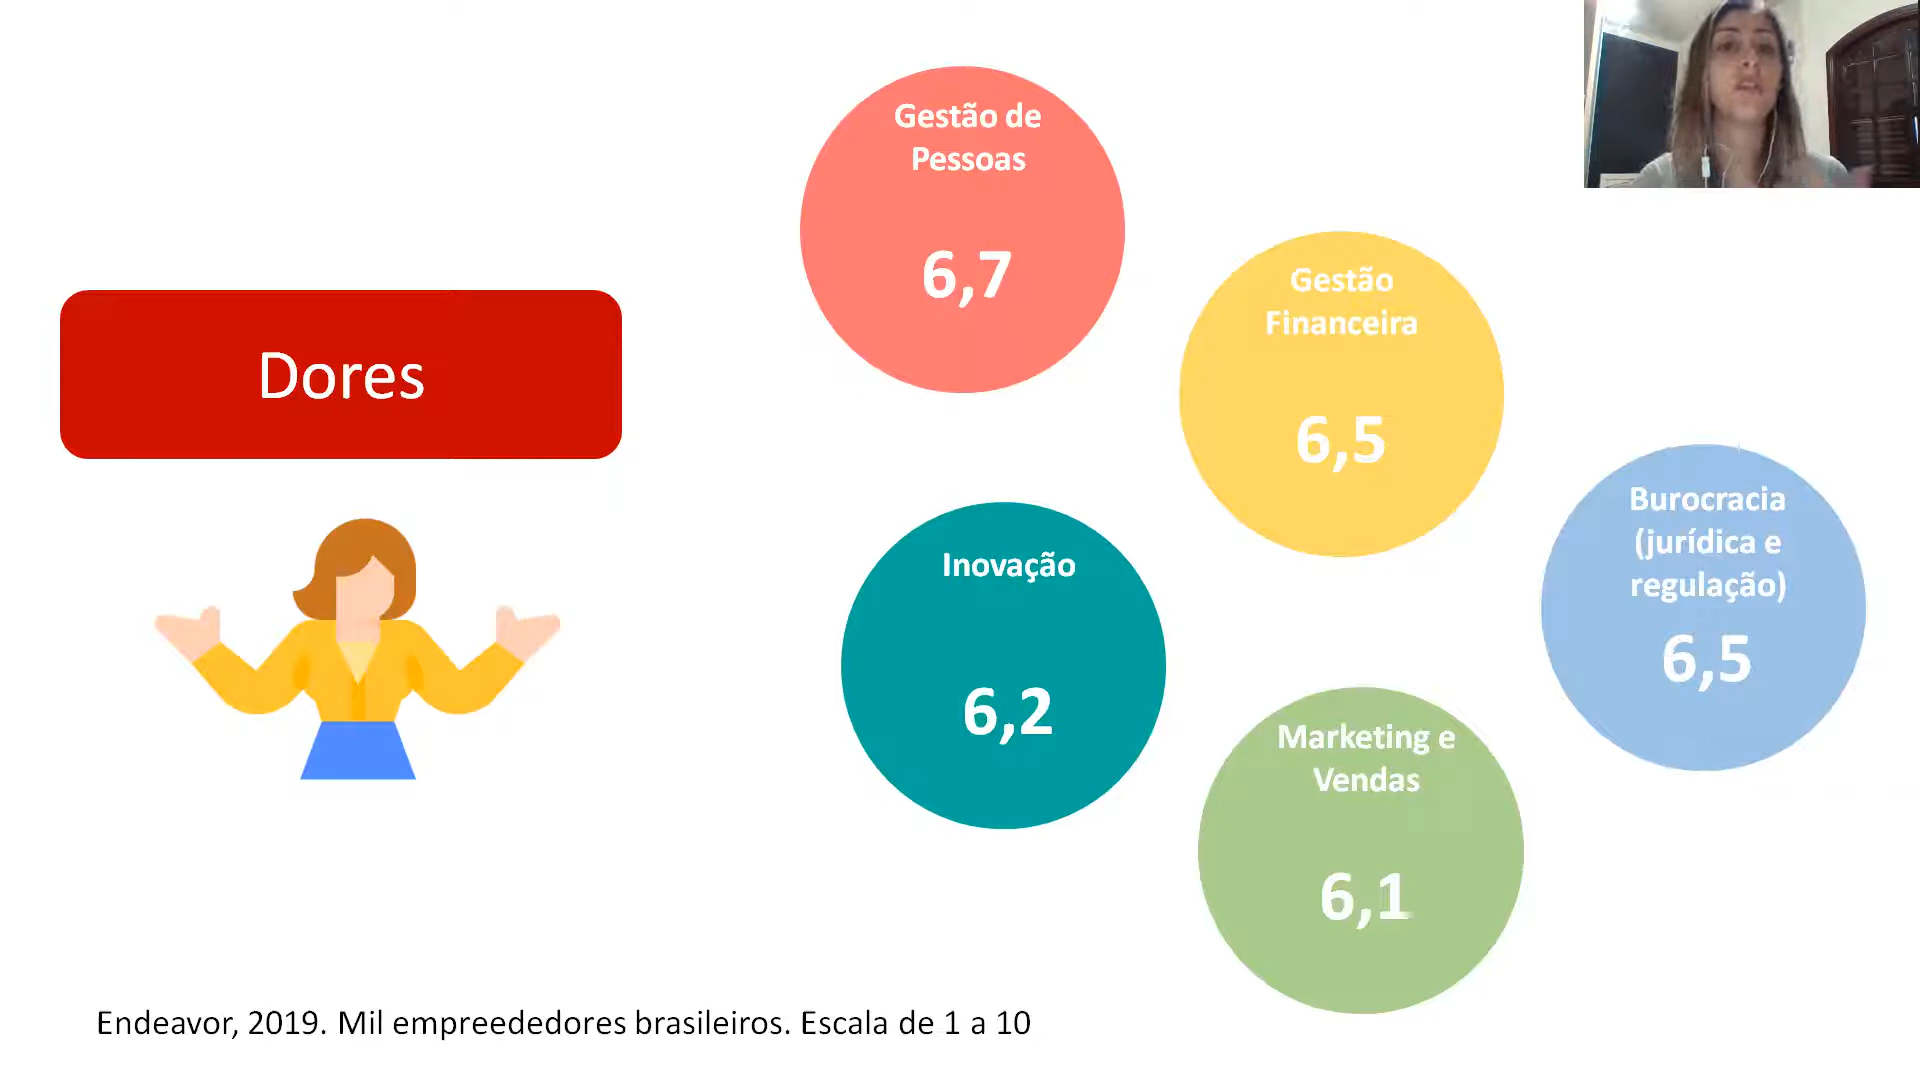 Dores
Gestão de
Pessoas
6,7
Gestão
Financeira
6,5
Burocracia
(jurídica e
regulação)
6,5
Inovação
6,2
Marketing e
Vendas
6,1
Endeavor, 2019. Mil empreededores brasileiros. Escala de 1 a 10